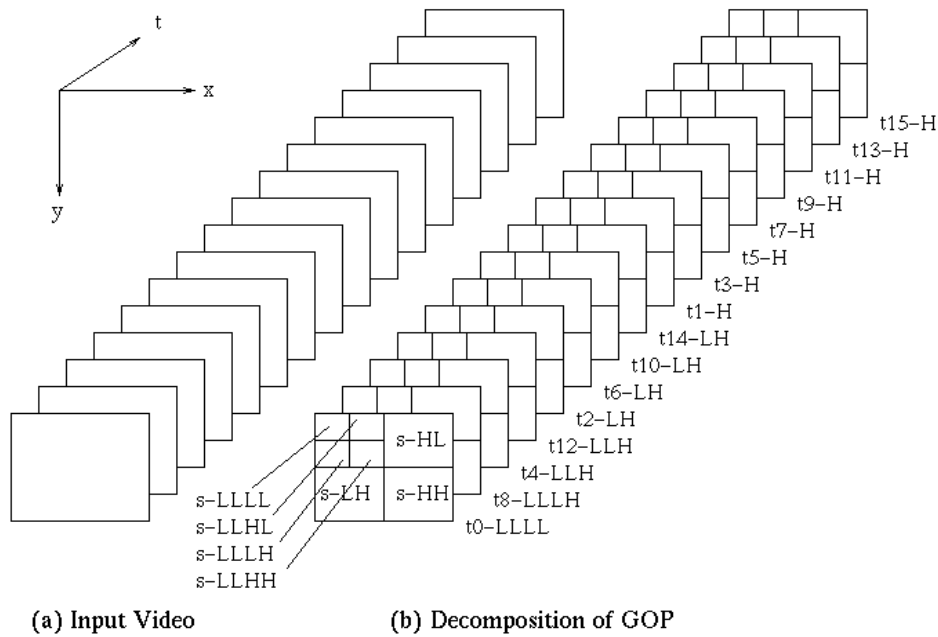 t
x
y
t15-H
t13-H
t11-H
t9-H
t7-H
t5-H
t3-H
t1-H
t14-LH
t10-LH
t6-LH
t2-LH
t12-LLH
t4-LLH
t8-LLLH
t0-LLLL
s-HL
s-LH s-HH
s-LLLL
s-LLHL
s-LLLH
s-LLHH
(a) Input Video (b) Decomposition of GOP